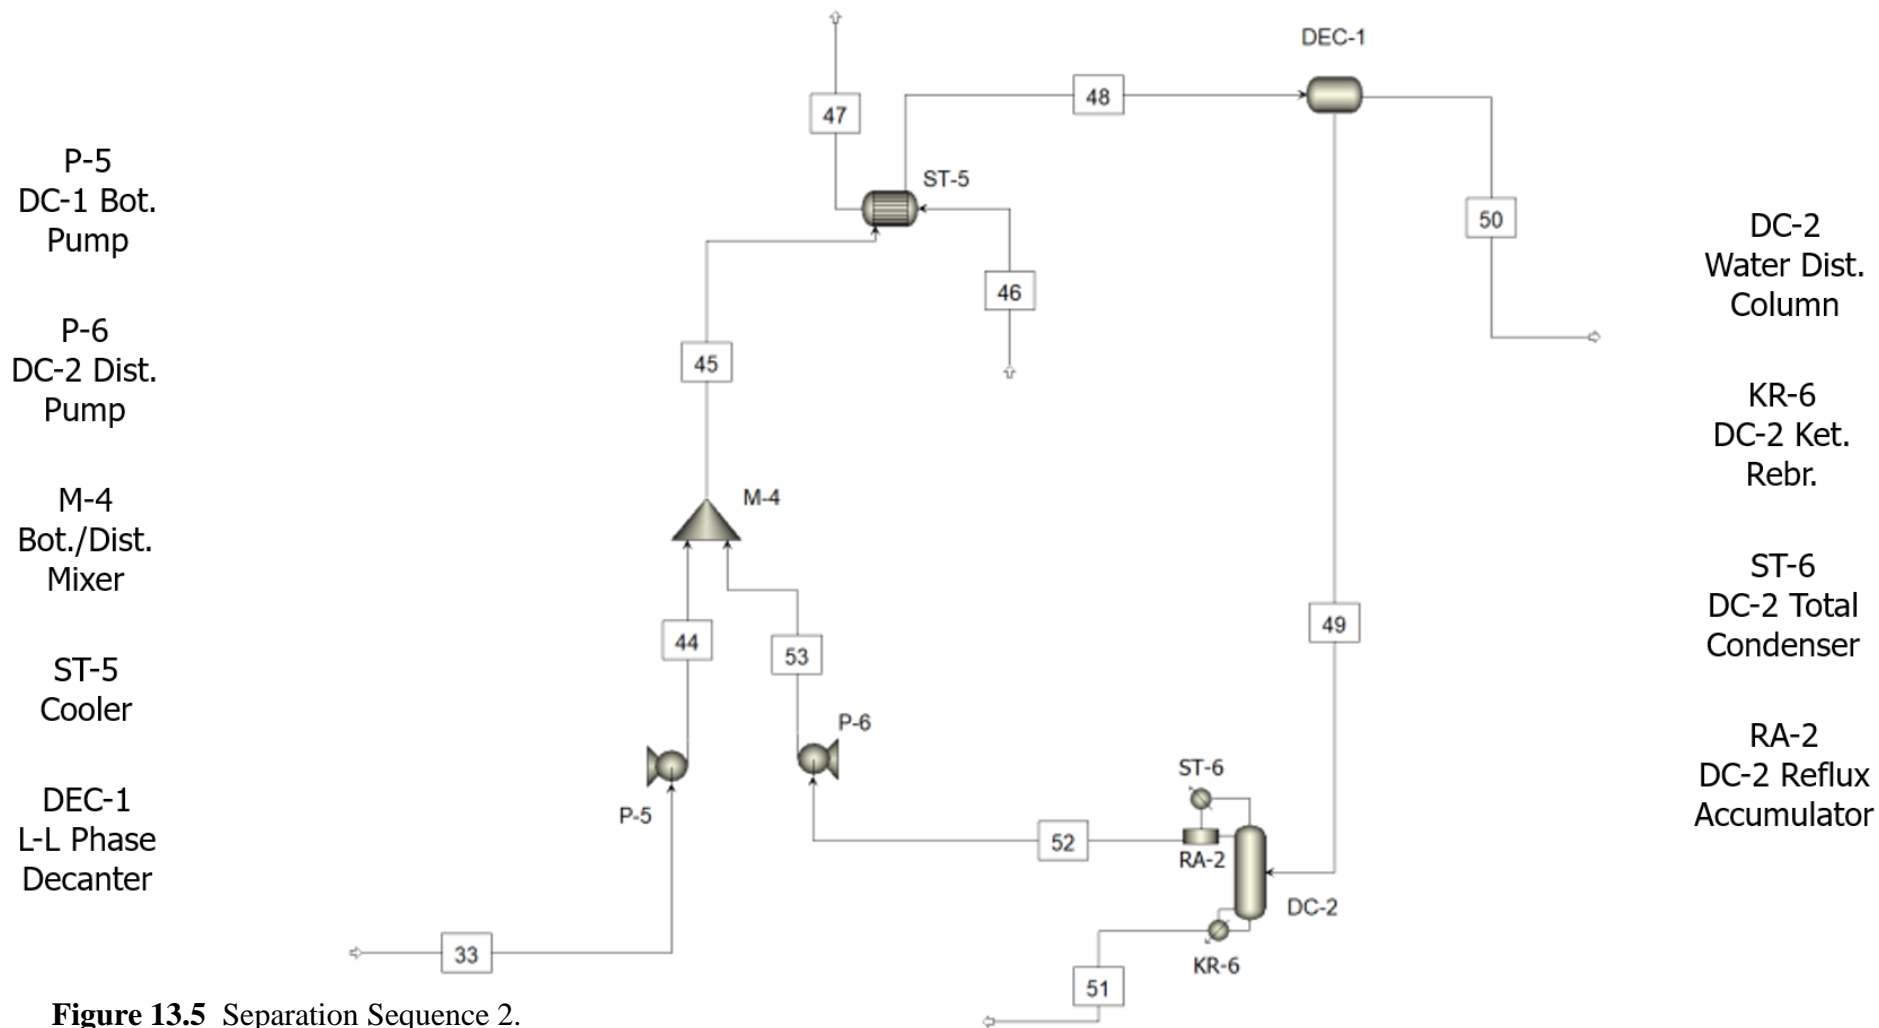 P-5
DC-1 Bot.
Pump
P-6
DC-2 Dist.
Pump
M-4
Bot./Dist.
Mixer
ST-5
Cooler
DEC-1
L-L Phase
Decanter
DEC-1
48
47
ST-5
50
46
45
M-4
44
53
49
P-6
P-5
ST-6
52
RA-2
DC-2
33
KR-6
51
DC-2
Water Dist.
Column
KR-6
DC-2 Ket.
Rebr.
ST-6
DC-2 Total
Condenser
RA-2
DC-2 Reflux
Accumulator
Figure 13.5 Separation Sequence 2.